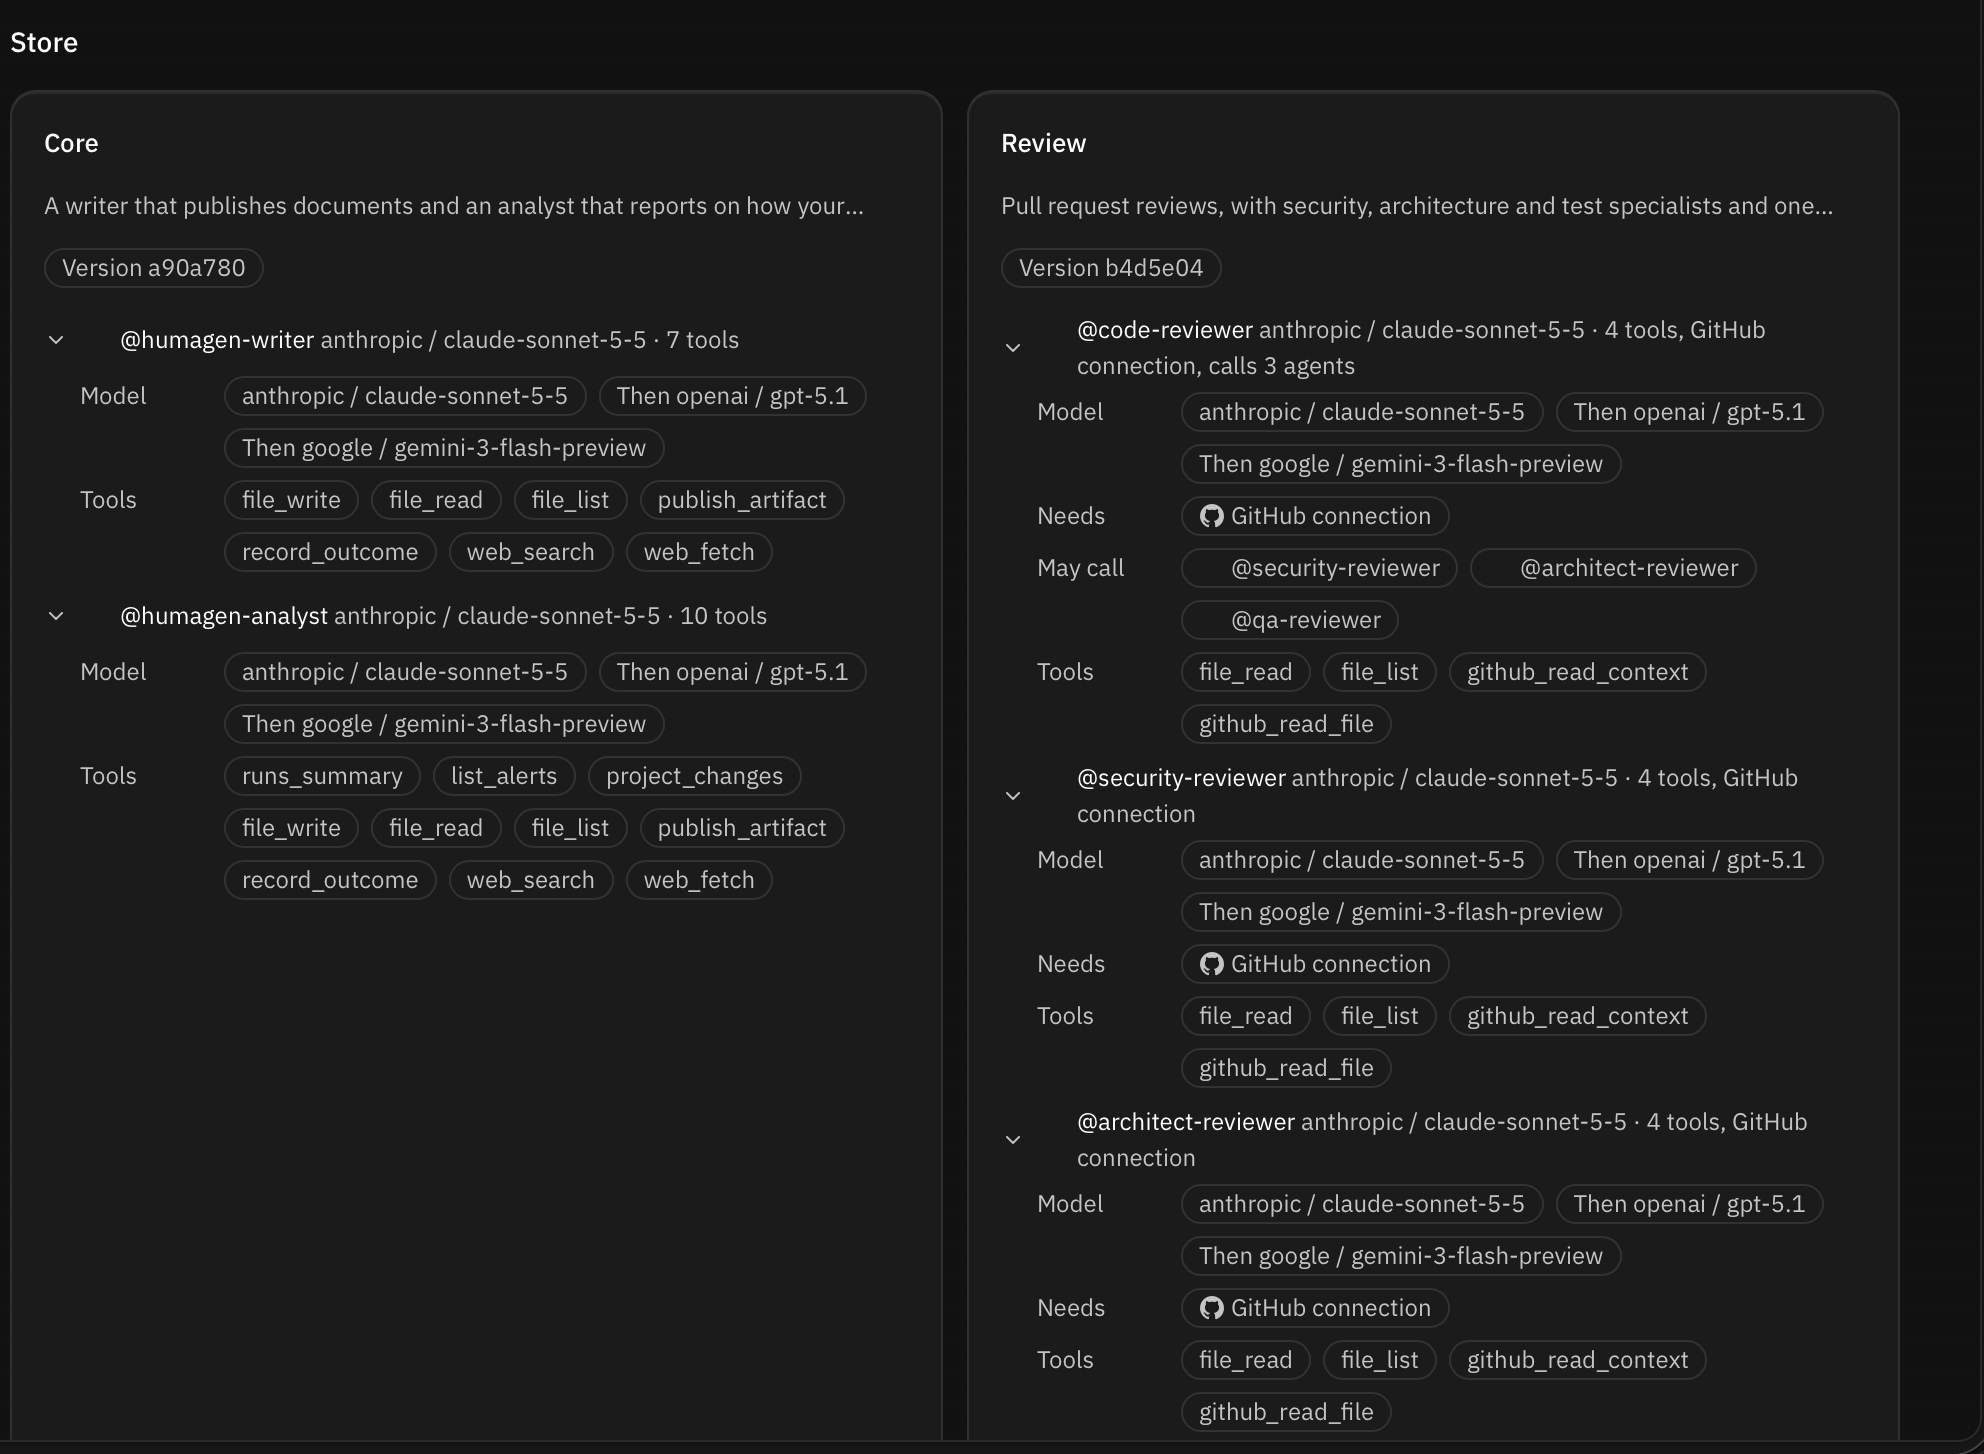 Store
Core
A writer that publishes documents and an analyst that reports on how your...
Version a90a780
@humagen-writer anthropic / claude-sonnet-5-5 · 7 tools
Model anthropic / claude-sonnet-5-5 Then openai / gpt-5.1
Then google / gemini-3-flash-preview
Tools file_write file_read file_list publish_artifact
record_outcome web_search web_fetch
@humagen-analyst anthropic / claude-sonnet-5-5 · 10 tools
Model anthropic / claude-sonnet-5-5 Then openai / gpt-5.1
Then google / gemini-3-flash-preview
Tools runs_summary list_alerts project_changes
file_write file_read file_list publish_artifact
record_outcome web_search web_fetch
Review
Pull request reviews, with security, architecture and test specialists and one...
Version b4d5e04
@code-reviewer anthropic / claude-sonnet-5-5 · 4 tools, GitHub
connection, calls 3 agents
Model anthropic / claude-sonnet-5-5 Then openai / gpt-5.1
Then google / gemini-3-flash-preview
Needs GitHub connection
May call @security-reviewer @architect-reviewer
@qa-reviewer
Tools file_read file_list github_read_context
github_read_file
@security-reviewer anthropic / claude-sonnet-5-5 · 4 tools, GitHub
connection
Model anthropic / claude-sonnet-5-5 Then openai / gpt-5.1
Then google / gemini-3-flash-preview
Needs GitHub connection
Tools file_read file_list github_read_context
github_read_file
@architect-reviewer anthropic / claude-sonnet-5-5 · 4 tools, GitHub
connection
Model anthropic / claude-sonnet-5-5 Then openai / gpt-5.1
Then google / gemini-3-flash-preview
Needs GitHub connection
Tools file_read file_list github_read_context
github_read_file